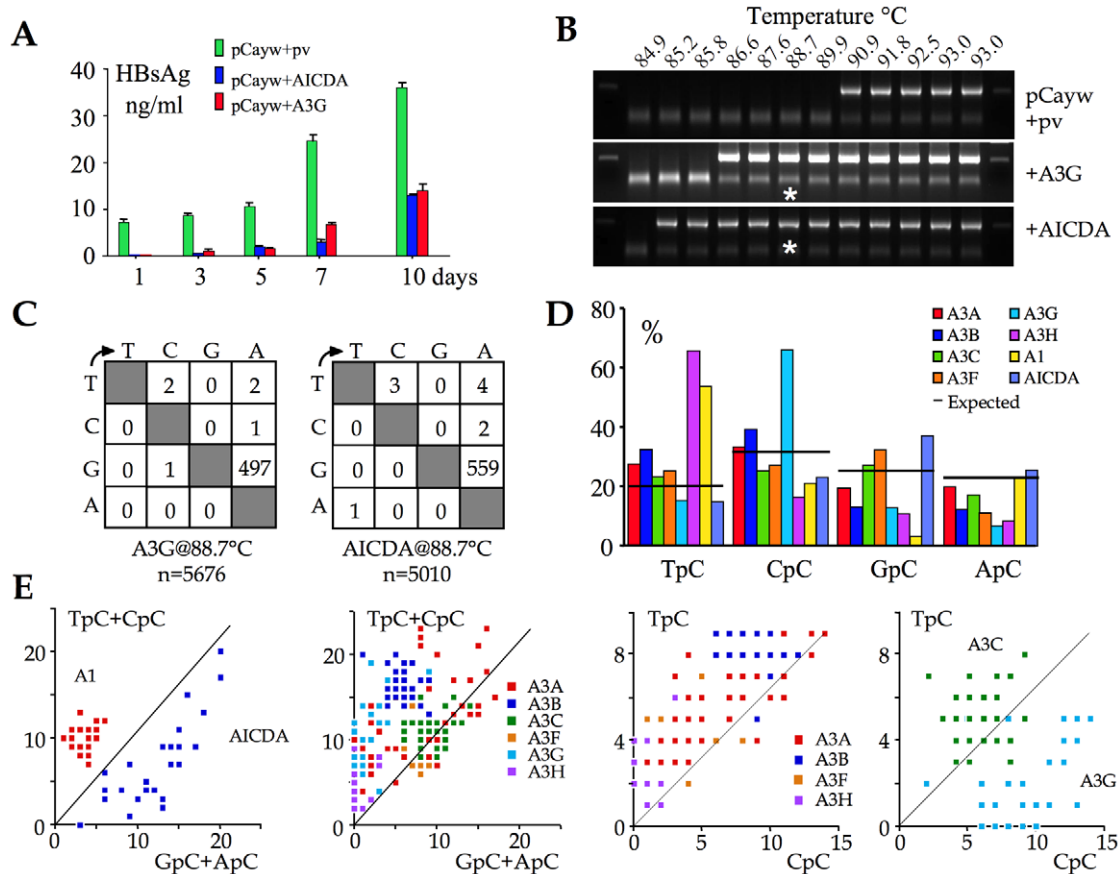 A
HBsAg
ng/ml
pCayw+pv
pCayw+AICDA
pCayw+A3G
40
30
20
10
0
1 3 5 7 10 days
B
Temperature °C
84.9 85.2 85.8 86.6 87.6 88.7 89.9 90.9 91.8 92.5 93.0 93.0
pCayw
+pv
+A3G
*
+AICDA
*
C
T C G A
T 2 0 2
C 0 0 1
G 0 1 497
A 0 0 0
A3G@88.7°C
n=5676
T C G A
T 3 0 4
C 0 0 2
G 0 0 559
A 1 0 0
AICDA@88.7°C
n=5010
D
%
80
60
40
20
0
A3A A3G
A3B A3H
A3C A1
A3F AICDA
Expected
TpC CpC GpC ApC
E
TpC+CpC
20
10
0
A1
AICDA
0 10 20
GpC+ApC
TpC+CpC
20
10
0
A3A
A3B
A3C
A3F
A3G
A3H
0 10 20
GpC+ApC
TpC
8
4
0
A3A
A3B
A3F
A3H
0 5 10 15
CpC
TpC
8
4
0
A3C
A3G
0 5 10 15
CpC